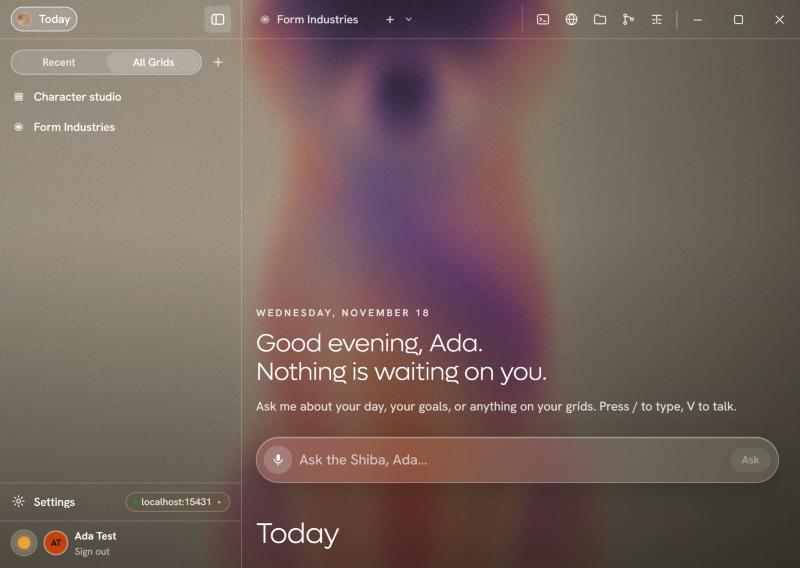 Today
Form Industries
Recent
All Grids
Character studio
Form Industries
WEDNESDAY, NOVEMBER 18
Good evening, Ada.
Nothing is waiting on you.
Ask me about your day, your goals, or anything on your grids. Press / to type, V to talk.
Ask the Shiba, Ada...
Ask
Today
Settings
localhost:15431
AT
Ada Test
Sign out